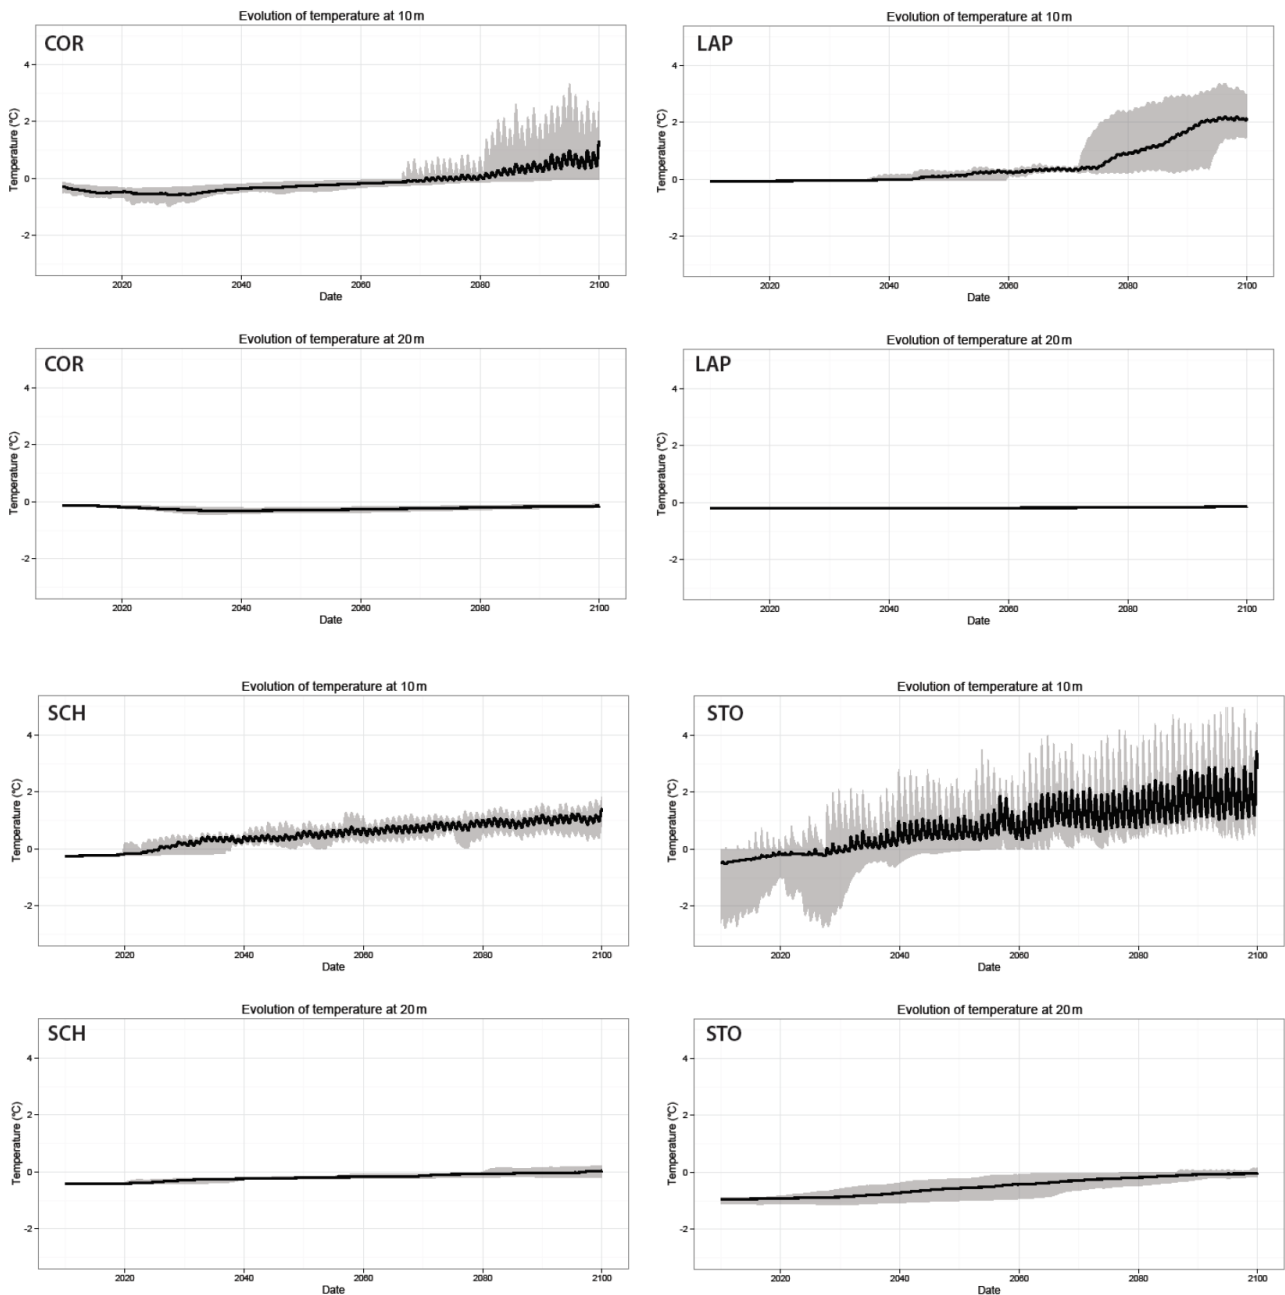 Evolution of temperature at 10 m
COR
Temperature (°C)
4
2
0
-2
2020 2040 2060 2080 2100
Date
Evolution of temperature at 10 m
LAP
Temperature (°C)
4
2
0
-2
2020 2040 2060 2080 2100
Date
Evolution of temperature at 20 m
COR
Temperature (°C)
4
2
0
-2
2020 2040 2060 2080 2100
Date
Evolution of temperature at 20 m
LAP
Temperature (°C)
4
2
0
-2
2020 2040 2060 2080 2100
Date
Evolution of temperature at 10 m
SCH
Temperature (°C)
4
2
0
-2
2020 2040 2060 2080 2100
Date
Evolution of temperature at 10 m
STO
Temperature (°C)
4
2
0
-2
2020 2040 2060 2080 2100
Date
Evolution of temperature at 20 m
SCH
Temperature (°C)
4
2
0
-2
2020 2040 2060 2080 2100
Date
Evolution of temperature at 20 m
STO
Temperature (°C)
4
2
0
-2
2020 2040 2060 2080 2100
Date